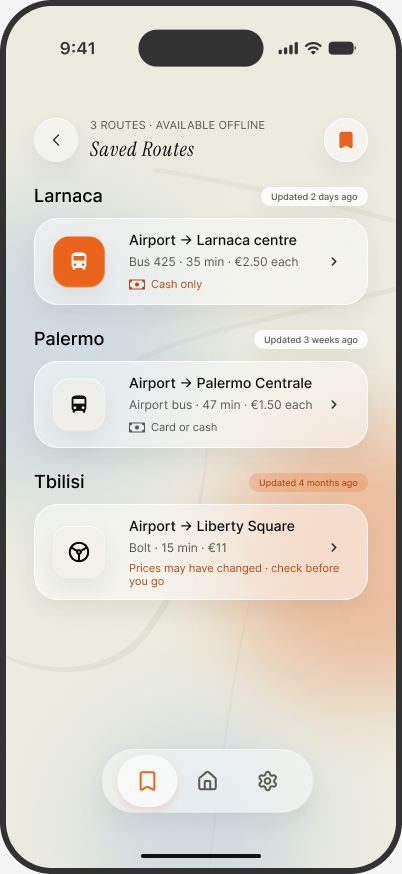 9:41
3 ROUTES · AVAILABLE OFFLINE
Saved Routes
Larnaca
Updated 2 days ago
Airport → Larnaca centre
Bus 425 · 35 min · €2.50 each
Cash only
Palermo
Updated 3 weeks ago
Airport → Palermo Centrale
Airport bus · 47 min · €1.50 each
Card or cash
Tbilisi
Updated 4 months ago
Airport → Liberty Square
Bolt · 15 min · €11
Prices may have changed · check before
you go